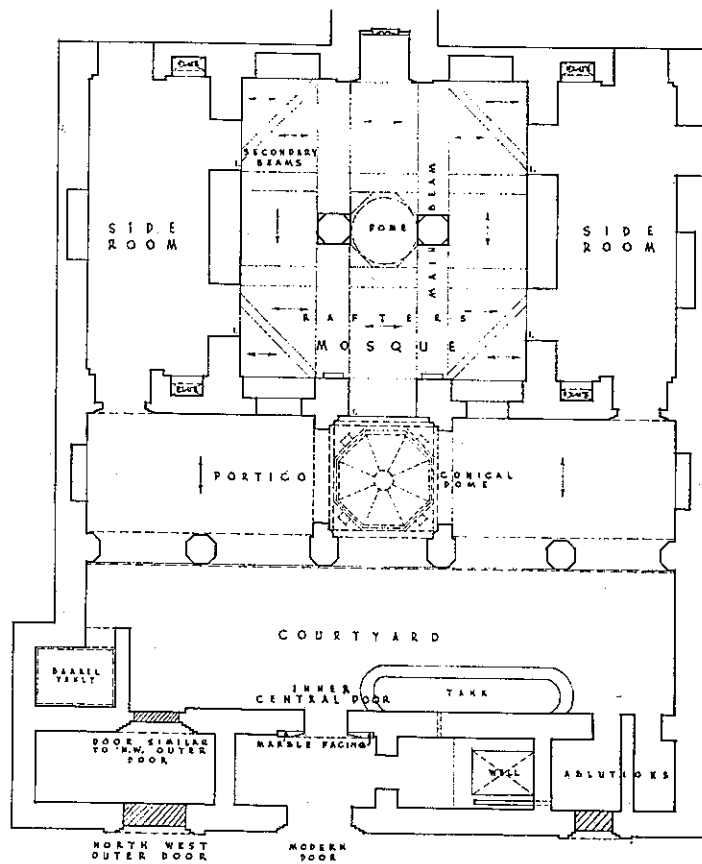 SECONDARY
BEAMS
SIDE
ROOM
DOME
MAIN BEAM
SIDE
ROOM
RAFTERS
MOSQUE
PORTICO
CONICAL
DOME
COURTYARD
BARREL
VAULT
INNER
CENTRAL DOOR
TANK
DOOR SIMILAR
TO N.W. OUTER
DOOR
MARBLE FACING
WELL
ABLUTIONS
NORTH WEST
OUTER DOOR
MODERN
DOOR